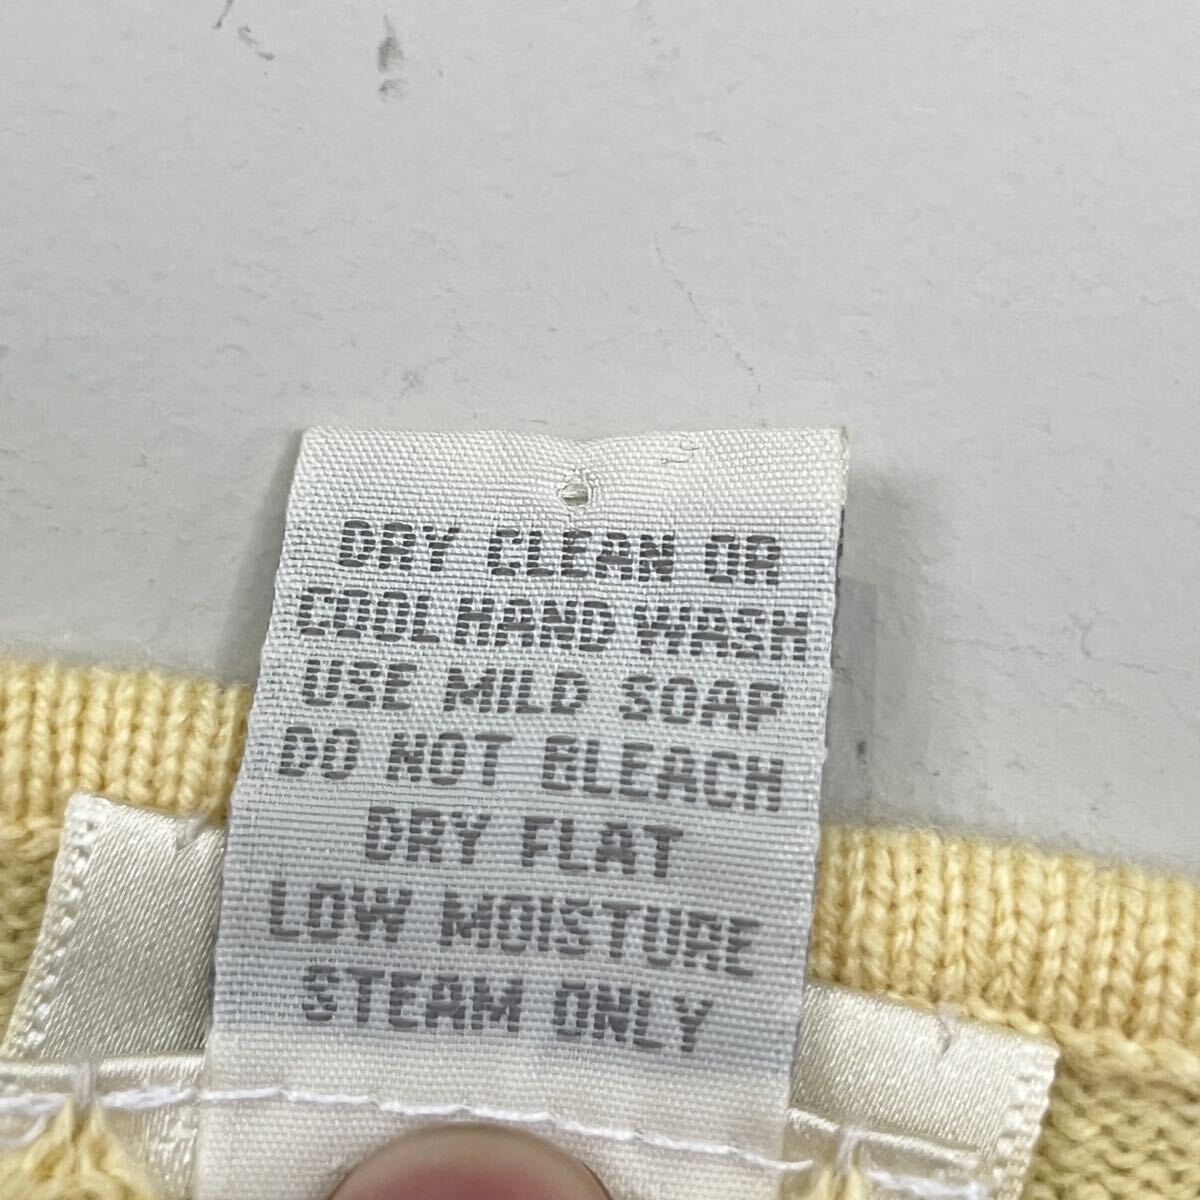 DRY CLEAN OR
COOL HAND WASH
USE MILD SOAP
DO NOT BLEACH
DRY FLAT
LOW MOISTURE
STEAM ONLY